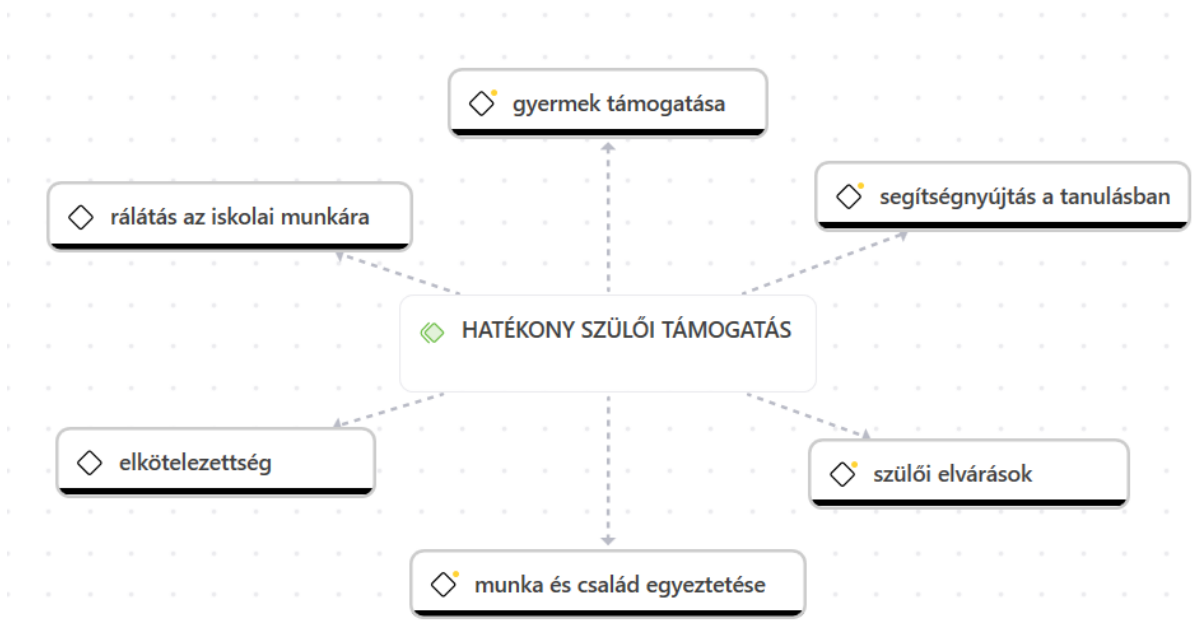 gyermek támogatása
segítségnyújtás a tanulásban
rálátás az iskolai munkára
HATÉKONY SZÜLŐI TÁMOGATÁS
elkötelezettség
szülői elvárások
munka és család egyeztetése